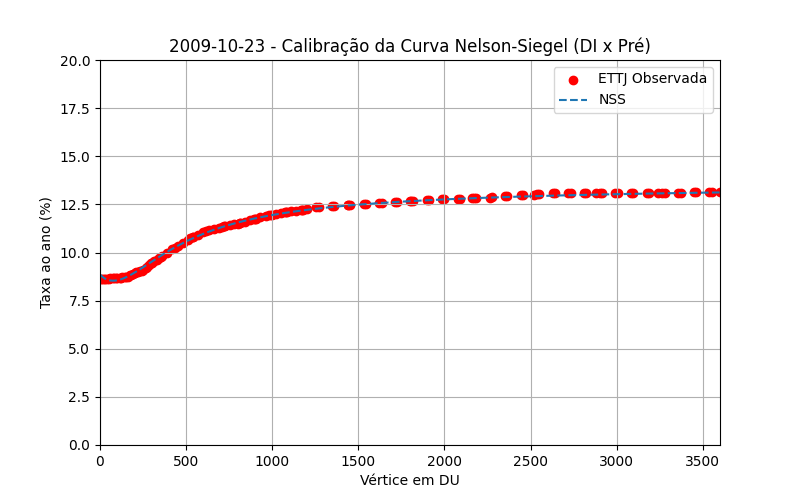 2009-10-23 - Calibração da Curva Nelson-Siegel (DI x Pré)
ETTJ Observada
NSS
Taxa ao ano (%)
20.0
17.5
15.0
12.5
10.0
7.5
5.0
2.5
0.0
0 500 1000 1500 2000 2500 3000 3500
Vértice em DU